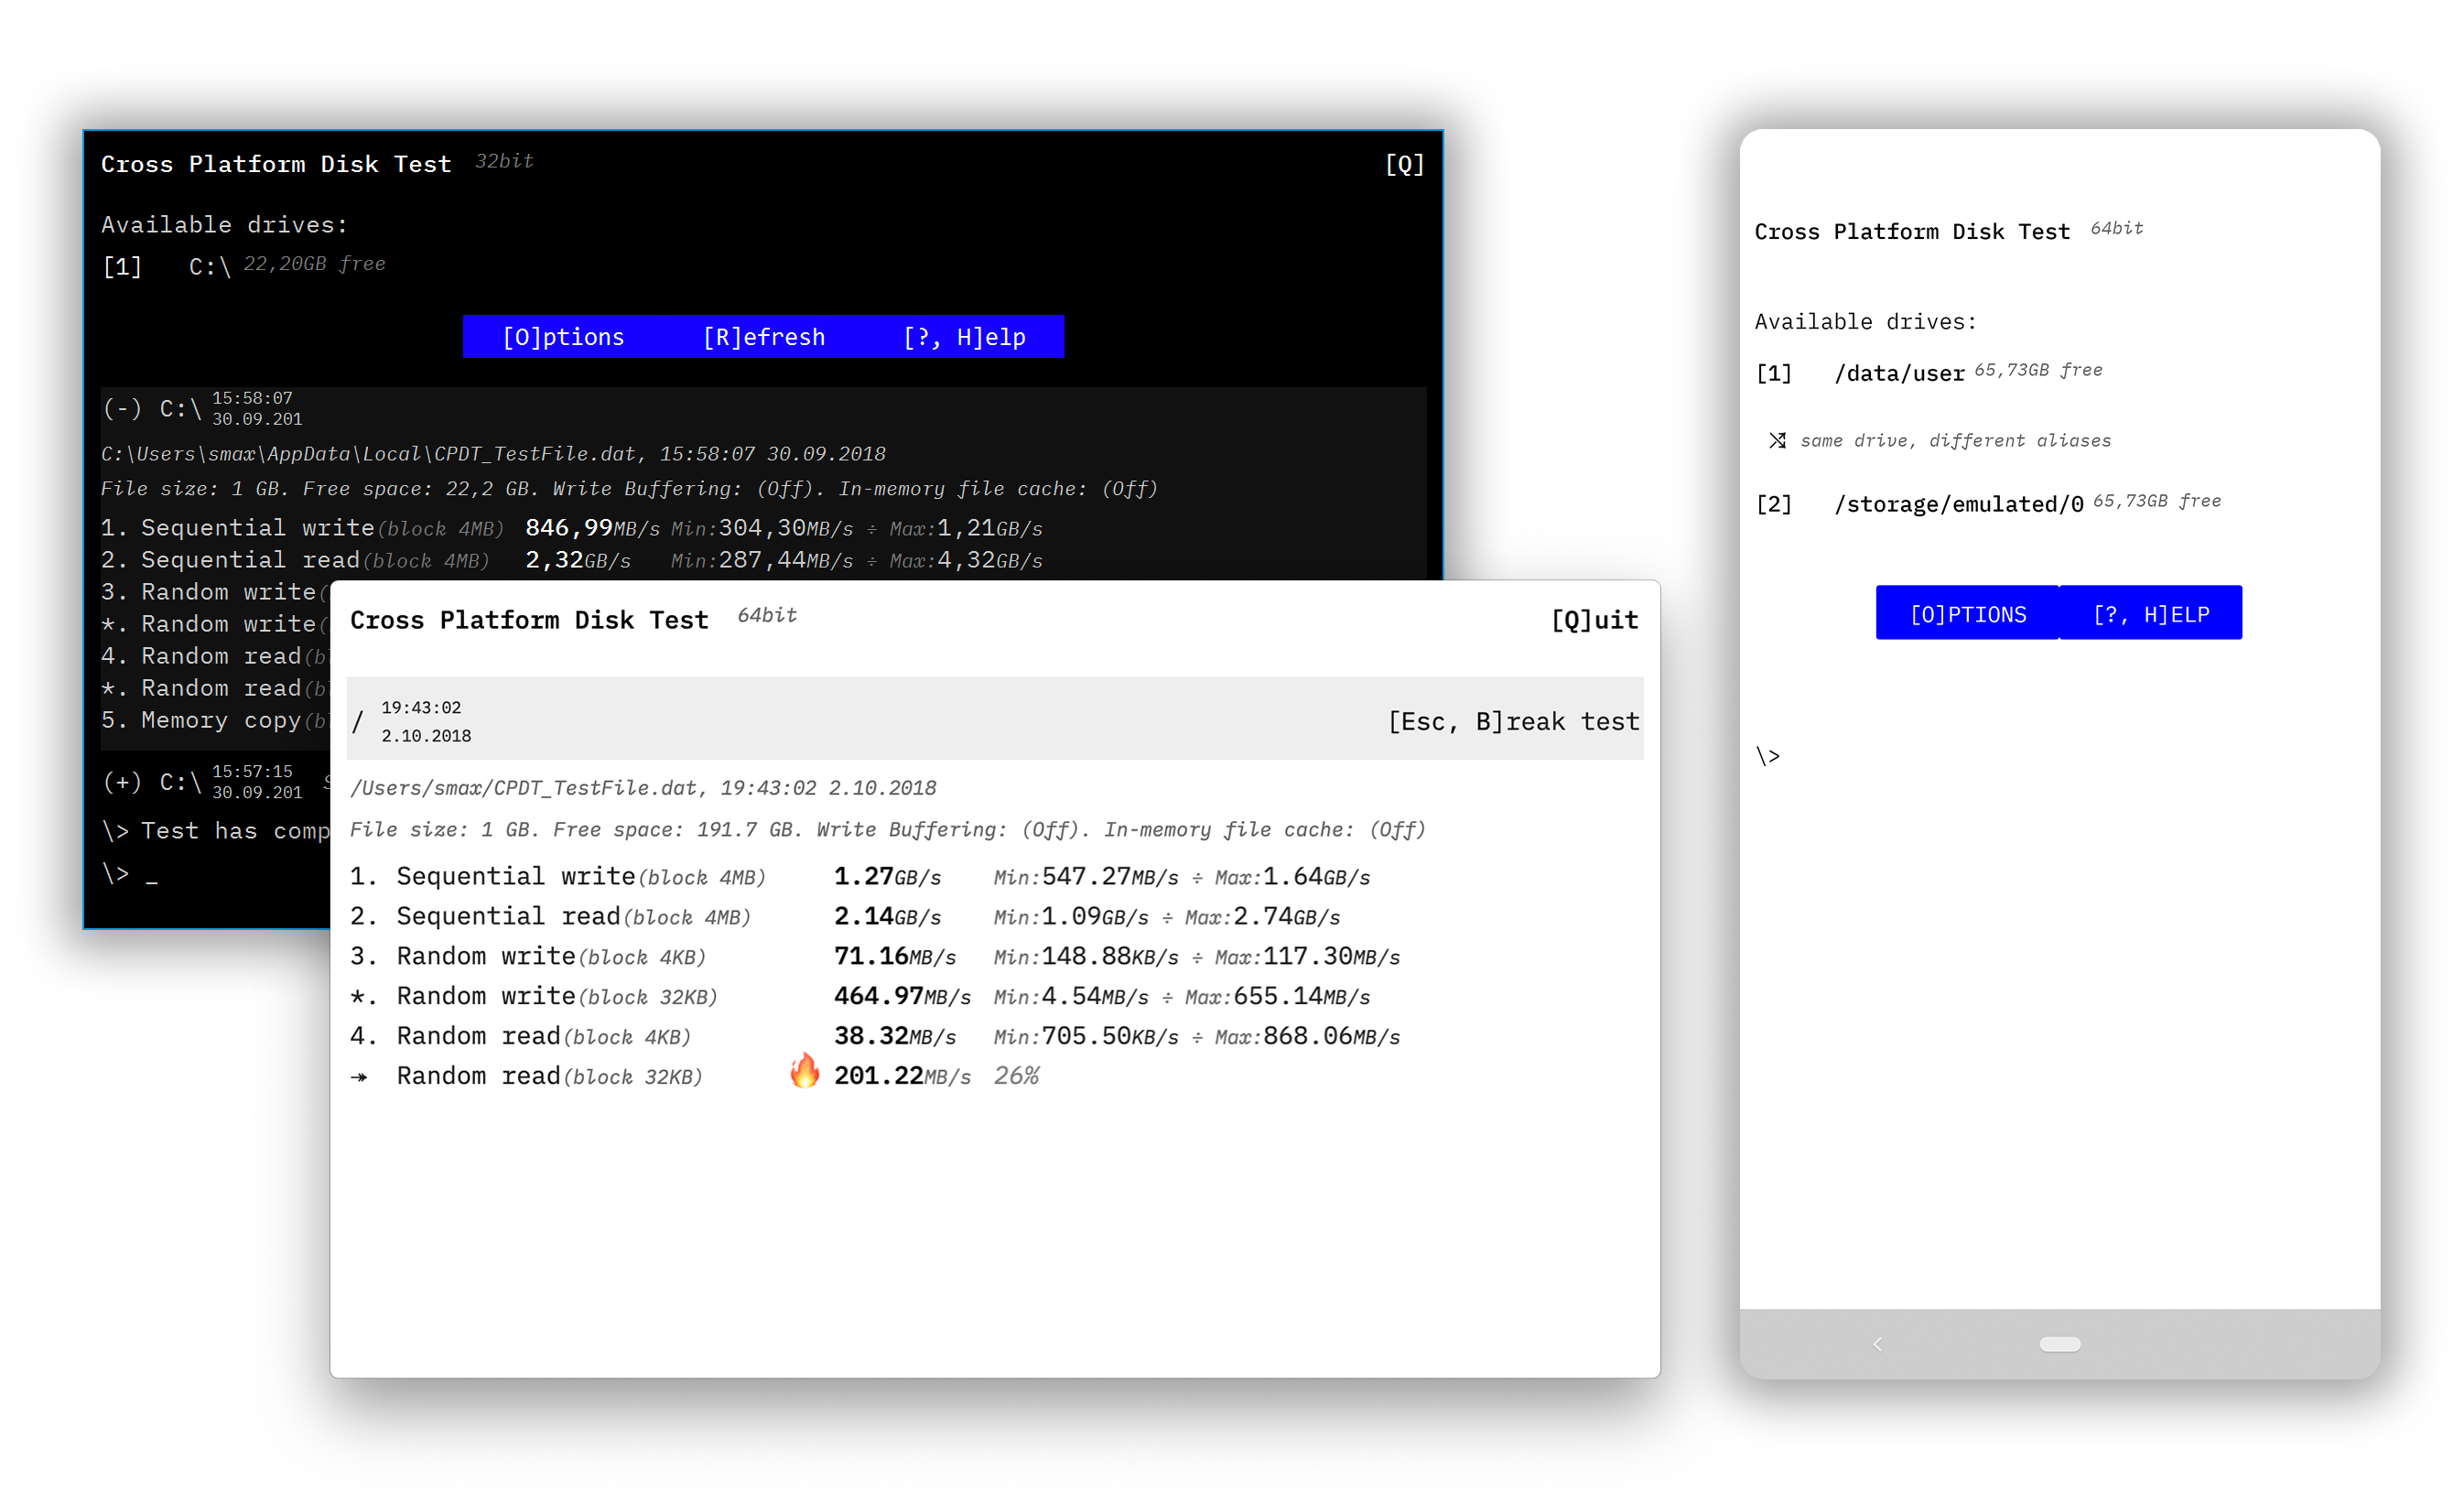 Cross Platform Disk Test 32bit [Q]
Available drives:
[1] C:\ 22,20GB free
[O]ptions [R]efresh [?, H]elp
(-) C:\ 15:58:07
30.09.201
C:\Users\smax\AppData\Local\CPDT_TestFile.dat, 15:58:07 30.09.2018
File size: 1 GB. Free space: 22,2 GB. Write Buffering: (Off). In-memory file cache: (Off)
1. Sequential write(block 4MB) 846,99MB/s Min:304,30MB/s ÷ Max:1,21GB/s
2. Sequential read(block 4MB) 2,32GB/s Min:287,44MB/s ÷ Max:4,32GB/s
3. Random write(
*. Random write(
4. Random read(bl
*. Random read(bl
5. Memory copy(bl
(+) C:\ 15:57:15
30.09.201
\> Test has comp
\> _
Cross Platform Disk Test 64bit [Q]uit
/ 19:43:02
2.10.2018
[Esc, B]reak test
/Users/smax/CPDT_TestFile.dat, 19:43:02 2.10.2018
File size: 1 GB. Free space: 191.7 GB. Write Buffering: (Off). In-memory file cache: (Off)
1. Sequential write(block 4MB) 1.27GB/s Min:547.27MB/s ÷ Max:1.64GB/s
2. Sequential read(block 4MB) 2.14GB/s Min:1.09GB/s ÷ Max:2.74GB/s
3. Random write(block 4KB) 71.16MB/s Min:148.88KB/s ÷ Max:117.30MB/s
*. Random write(block 32KB) 464.97MB/s Min:4.54MB/s ÷ Max:655.14MB/s
4. Random read(block 4KB) 38.32MB/s Min:705.50KB/s ÷ Max:868.06MB/s
↠ Random read(block 32KB) 🔥 201.22MB/s 26%
Cross Platform Disk Test 64bit
Available drives:
[1] /data/user 65,73GB free
⤮ same drive, different aliases
[2] /storage/emulated/0 65,73GB free
[O]PTIONS [?, H]ELP
\>